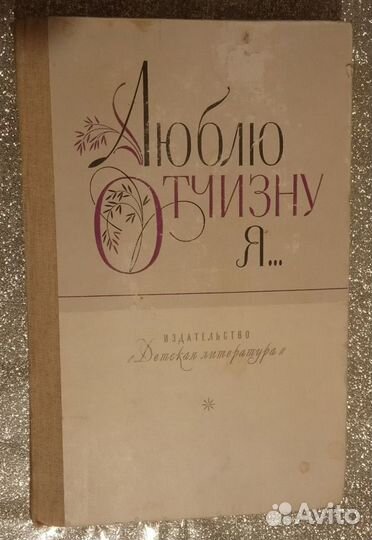 Люблю
Отчизну
я...
ИЗДАТЕЛЬСТВО
"Детская литература"
Avito